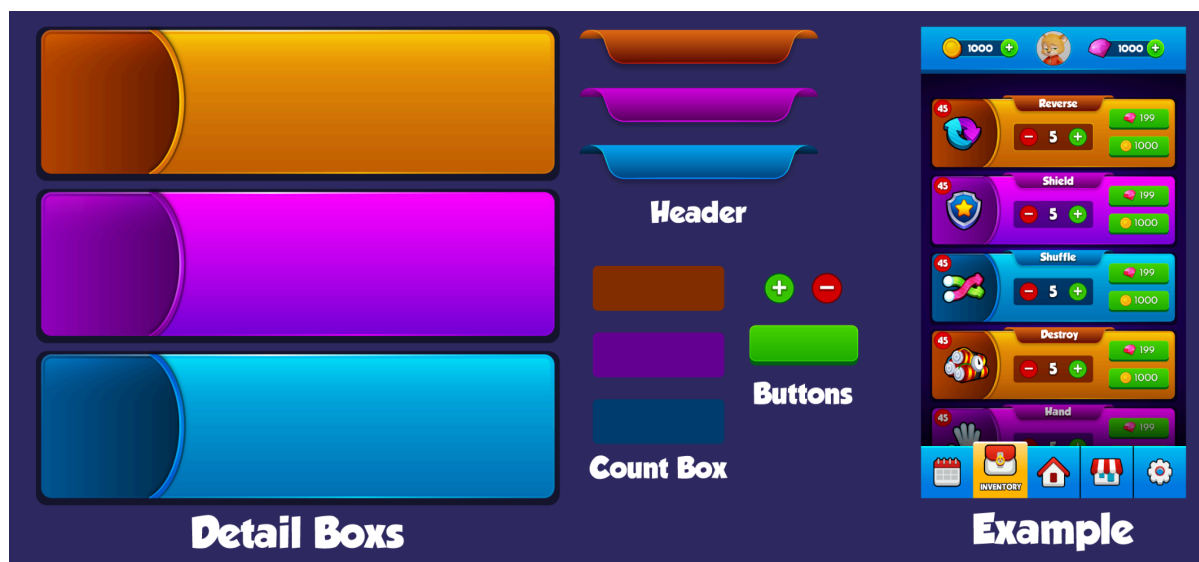 Header
Count Box
Buttons
Detail Boxs
1000
1000
45
Reverse
5
199
1000
45
Shield
5
199
1000
45
Shuffle
5
199
1000
45
Destroy
5
199
1000
45
Hand
199
INVENTORY
Example